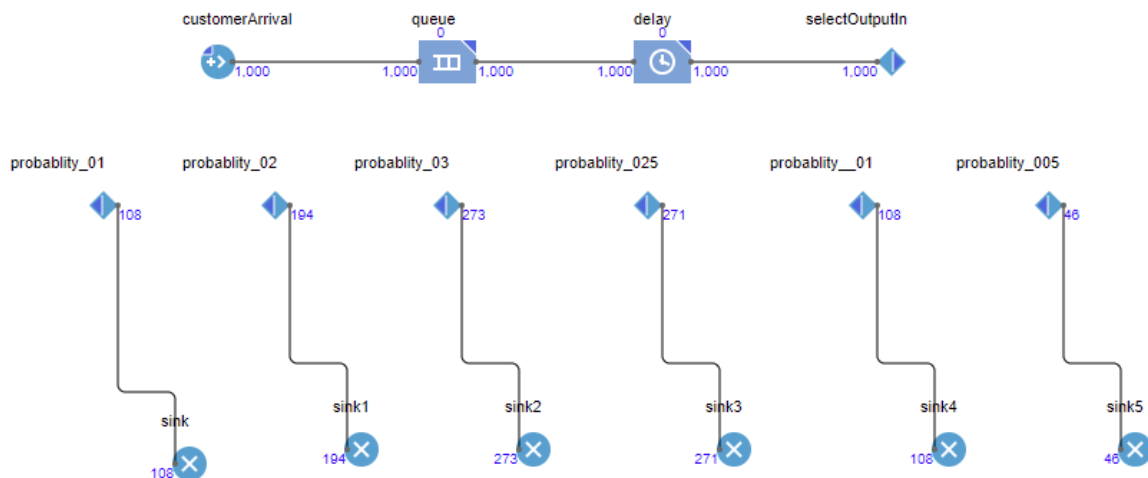 customerArrival
queue
delay
selectOutputIn
0
0
1,000
1,000
1,000
1,000
1,000
1,000
probablity_01
probablity_02
probablity_03
probablity_025
probablity__01
probablity_005
108
194
273
271
108
46
sink
sink1
sink2
sink3
sink4
sink5
108
194
273
271
108
46